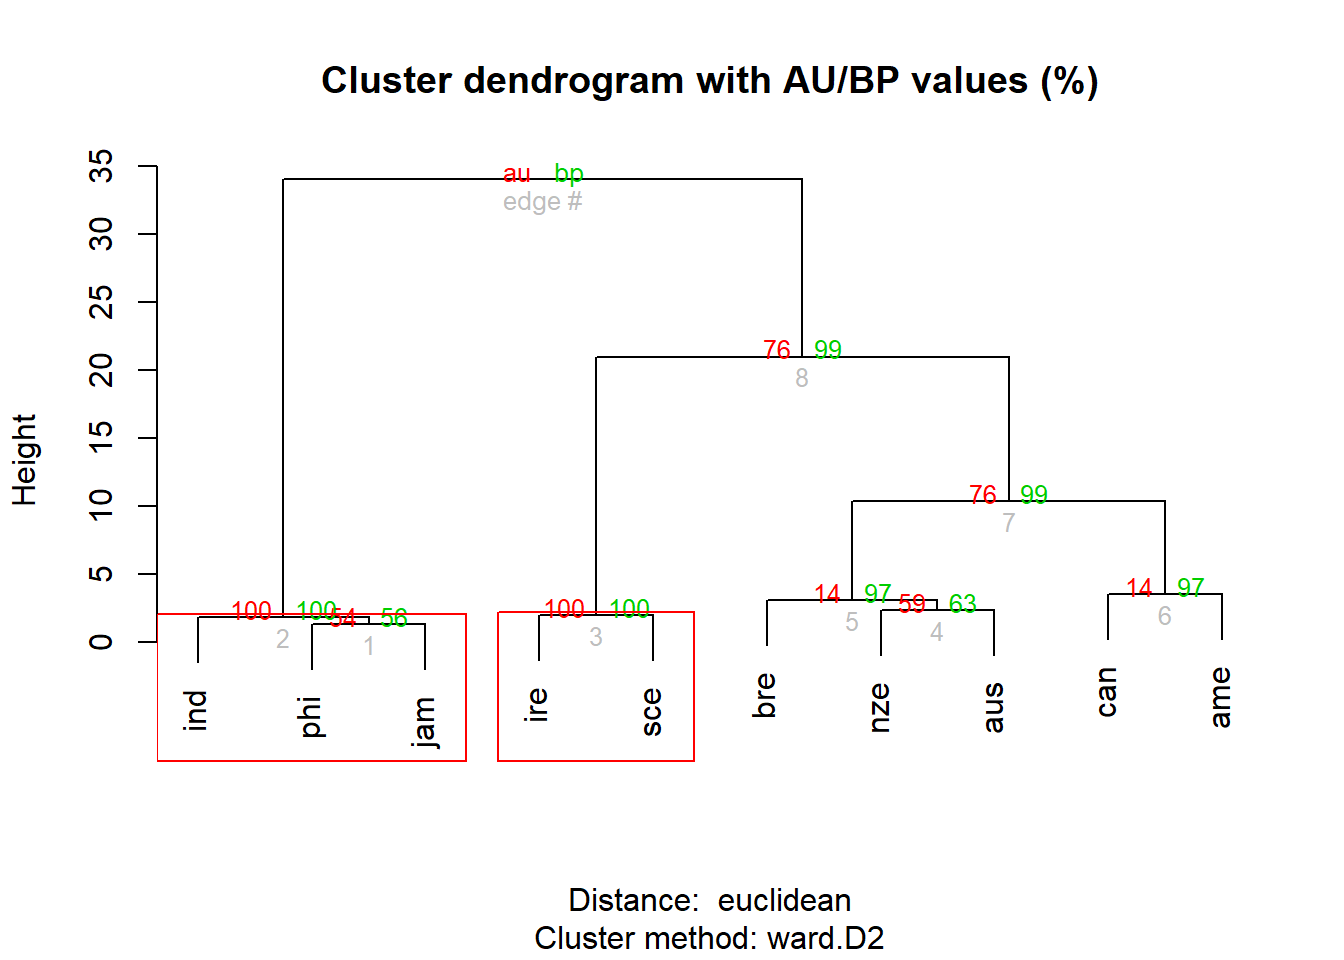 Cluster dendrogram with AU/BP values (%)
35
30
25
20
15
10
5
0
Height
au bp
edge #
76 99
8
76 99
7
14 97
5
59 63
4
14 97
6
100 100
2
54 56
1
100 100
3
ind
phi
jam
ire
sce
bre
nze
aus
can
ame
Distance: euclidean
Cluster method: ward.D2